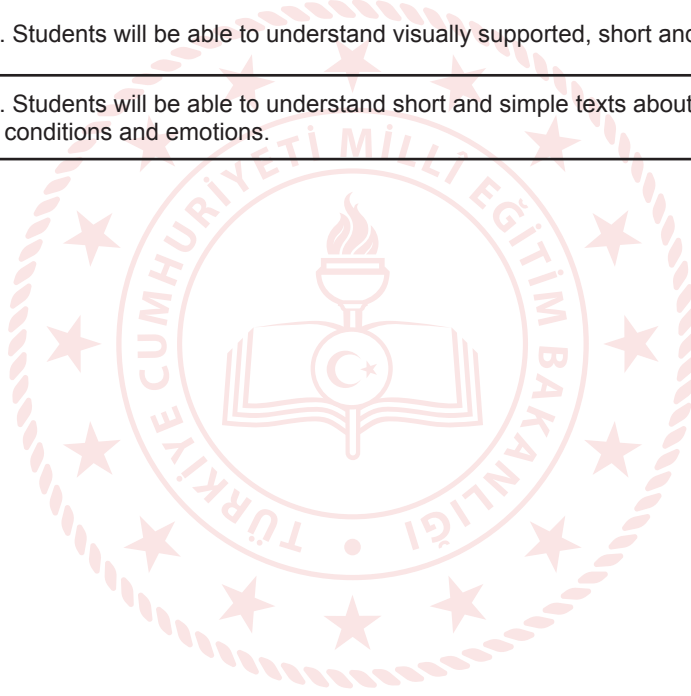 . Students will be able to understand visually supported, short and
. Students will be able to understand short and simple texts about
conditions and emotions.
TÜRKİYE CUMHURİYETİ MİLLÎ EĞİTİM BAKANLIĞI